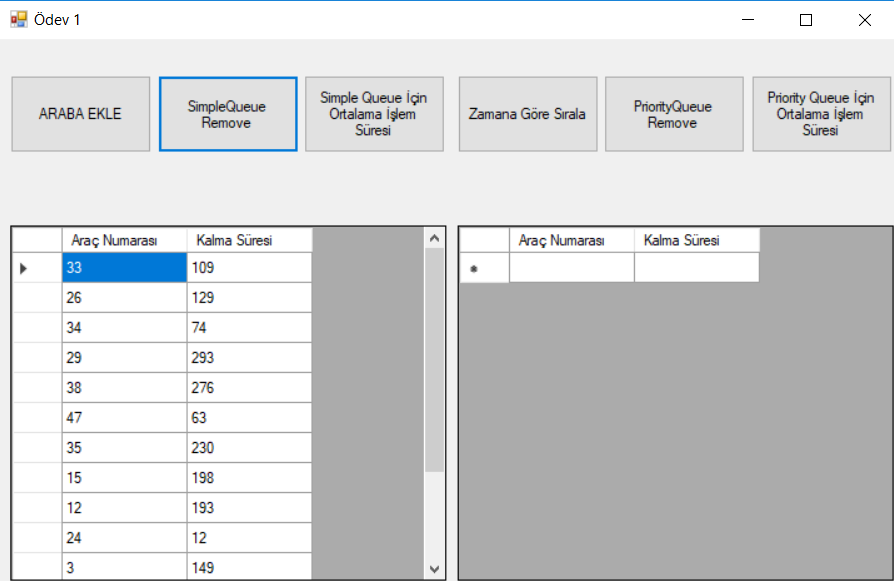 Ödev 1
ARABA EKLE
SimpleQueue
Remove
Simple Queue İçin
Ortalama İşlem
Süresi
Zamana Göre Sırala
PriorityQueue
Remove
Priority Queue İçin
Ortalama İşlem
Süresi
Araç Numarası Kalma Süresi
33 109
26 129
34 74
29 293
38 276
47 63
35 230
15 198
12 193
24 12
3 149
Araç Numarası Kalma Süresi